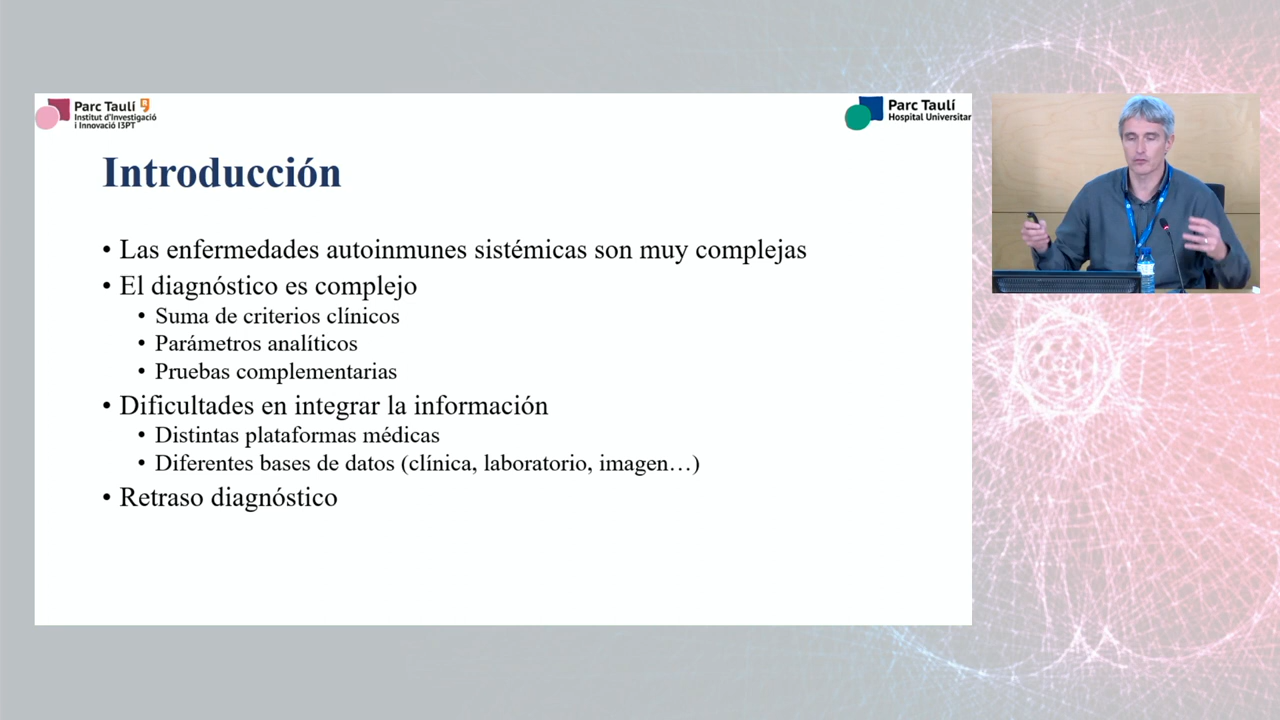 Parc Taulí
Institut d'Investigació
i Innovació I3PT
Parc Taulí
Hospital Universitar
Introducción
• Las enfermedades autoinmunes sistémicas son muy complejas
• El diagnóstico es complejo
• Suma de criterios clínicos
• Parámetros analíticos
• Pruebas complementarias
• Dificultades en integrar la información
• Distintas plataformas médicas
• Diferentes bases de datos (clínica, laboratorio, imagen…)
• Retraso diagnóstico